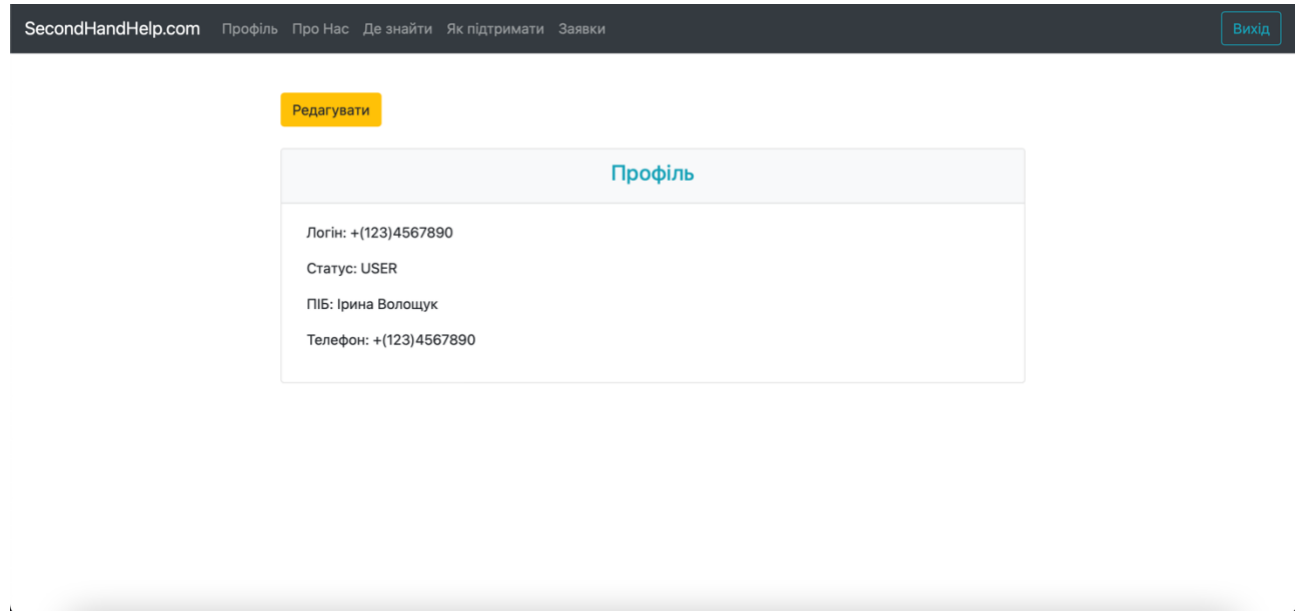 SecondHandHelp.com Профіль Про Нас Де знайти Як підтримати Заявки Вихід
Редагувати
Профіль
Логін: +(123)4567890
Статус: USER
ПІБ: Ірина Волощук
Телефон: +(123)4567890